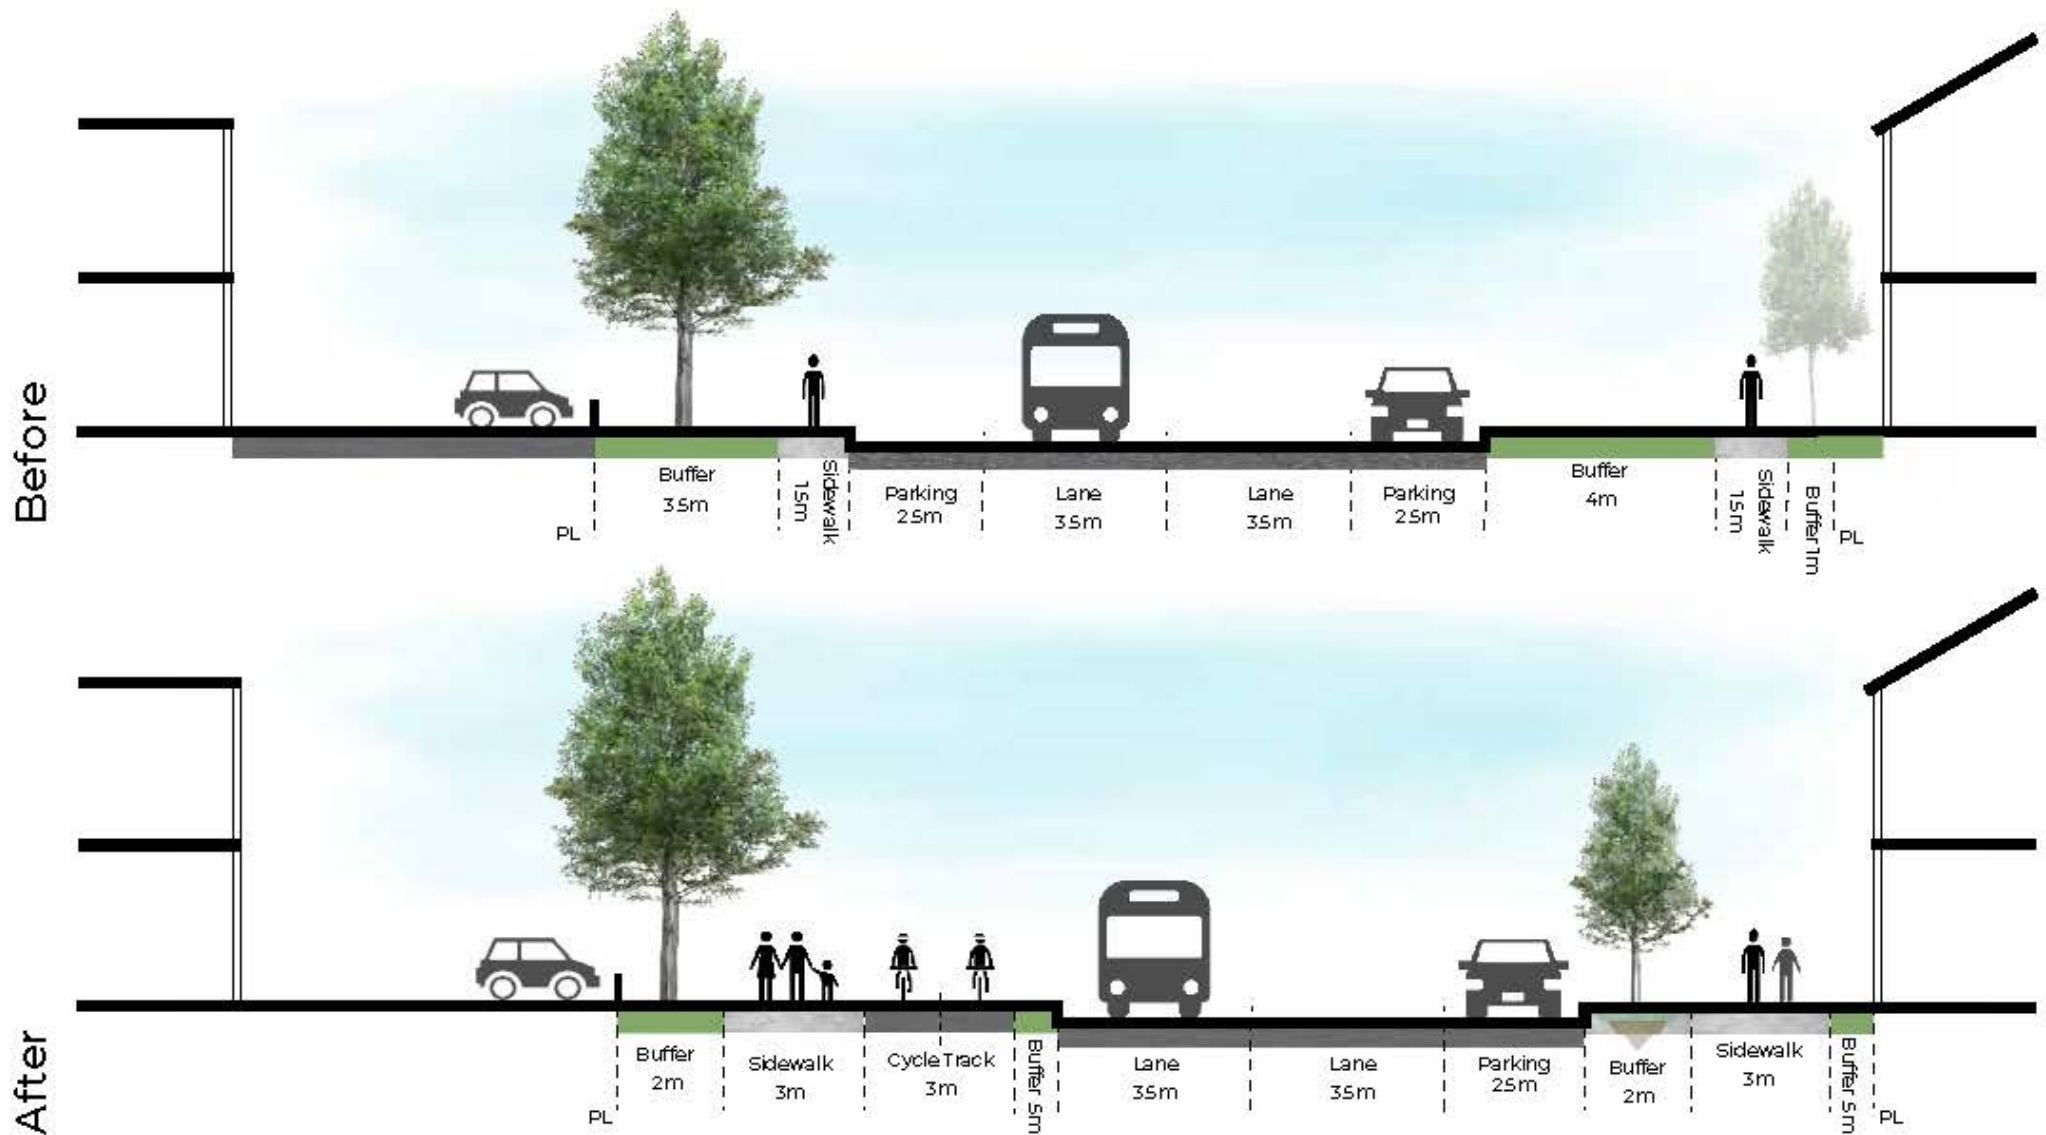 Before
Buffer
3.5m
Sidewalk
1.5m
Parking
2.5m
Lane
3.5m
Lane
3.5m
Parking
2.5m
Buffer
4m
Sidewalk
1.5m
Buffer 1m
PL
PL
After
Buffer
2m
Sidewalk
3m
Cycle Track
3m
Buffer .5m
Lane
3.5m
Lane
3.5m
Parking
2.5m
Buffer
2m
Sidewalk
3m
Buffer .5m
PL
PL